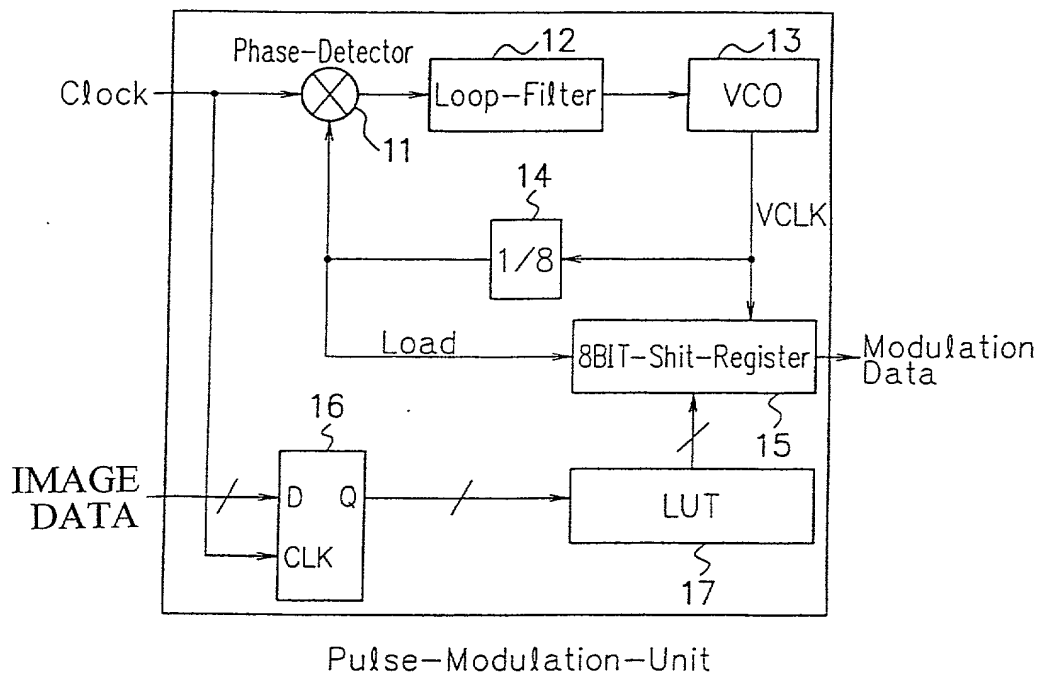 12
13
Phase-Detector
Clock
Loop-Filter
VCO
11
14
VCLK
1/8
Load
8BIT-Shit-Register
Modulation
Data
16
15
IMAGE
DATA
D Q
LUT
CLK
17
Pulse-Modulation-Unit